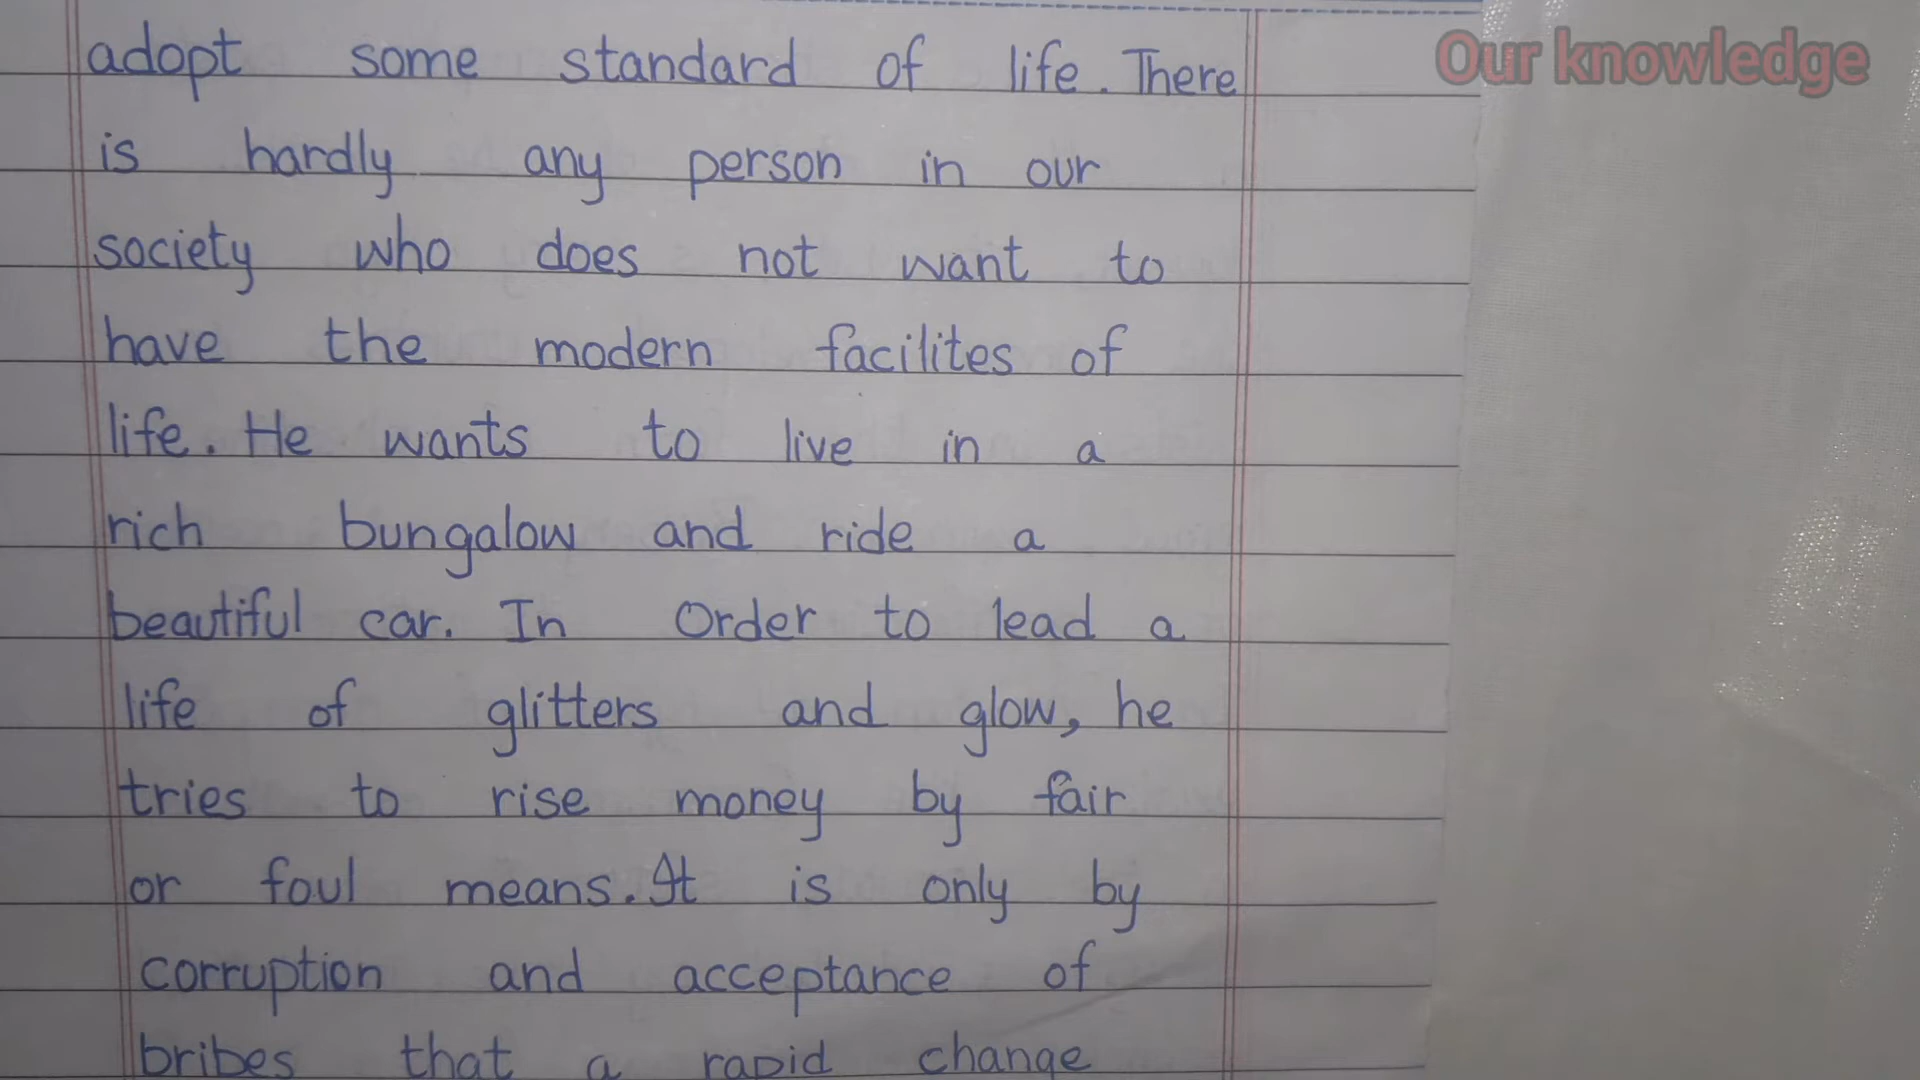 adopt some standard of life. There
Our knowledge
is hardly any person in our
society who does not want to
have the modern facilites of
life. He wants to live in a
rich bungalow and ride a
beautiful car. In Order to lead a
life of glitters and glow, he
tries to rise money by fair
or foul means. It is only by
corruption and acceptance of
bribes that a rapid change